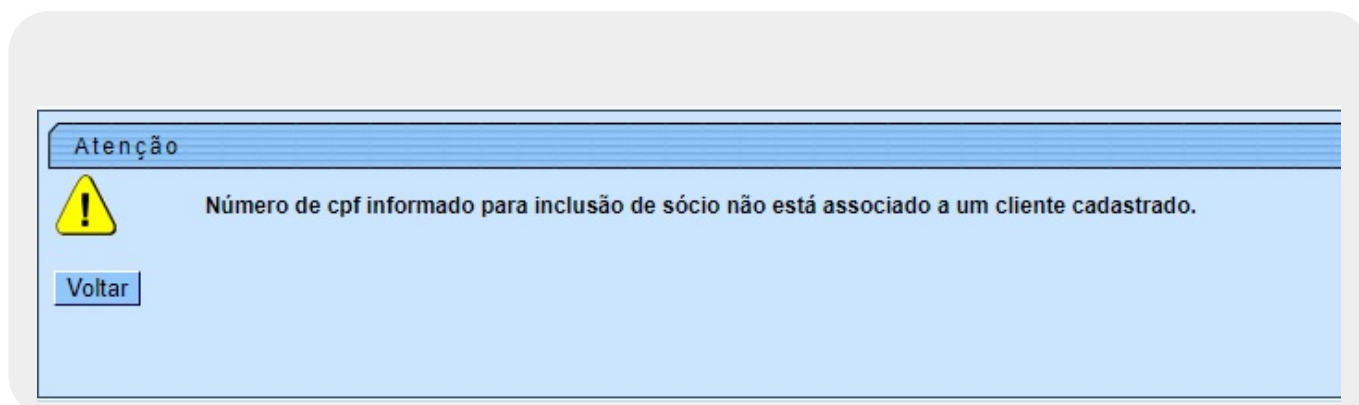 Atenção
Número de cpf informado para inclusão de sócio não está associado a um cliente cadastrado.
Voltar